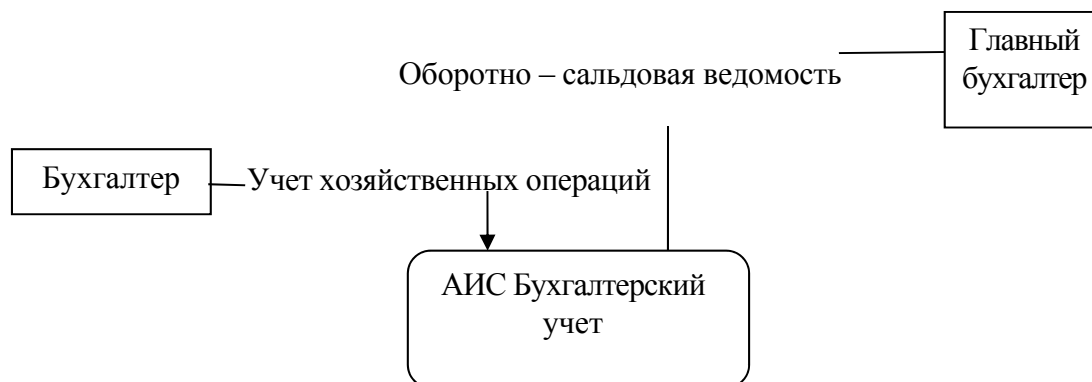 Главный
бухгалтер
Оборотно – сальдовая ведомость
Бухгалтер
Учет хозяйственных операций
АИС Бухгалтерский
учет